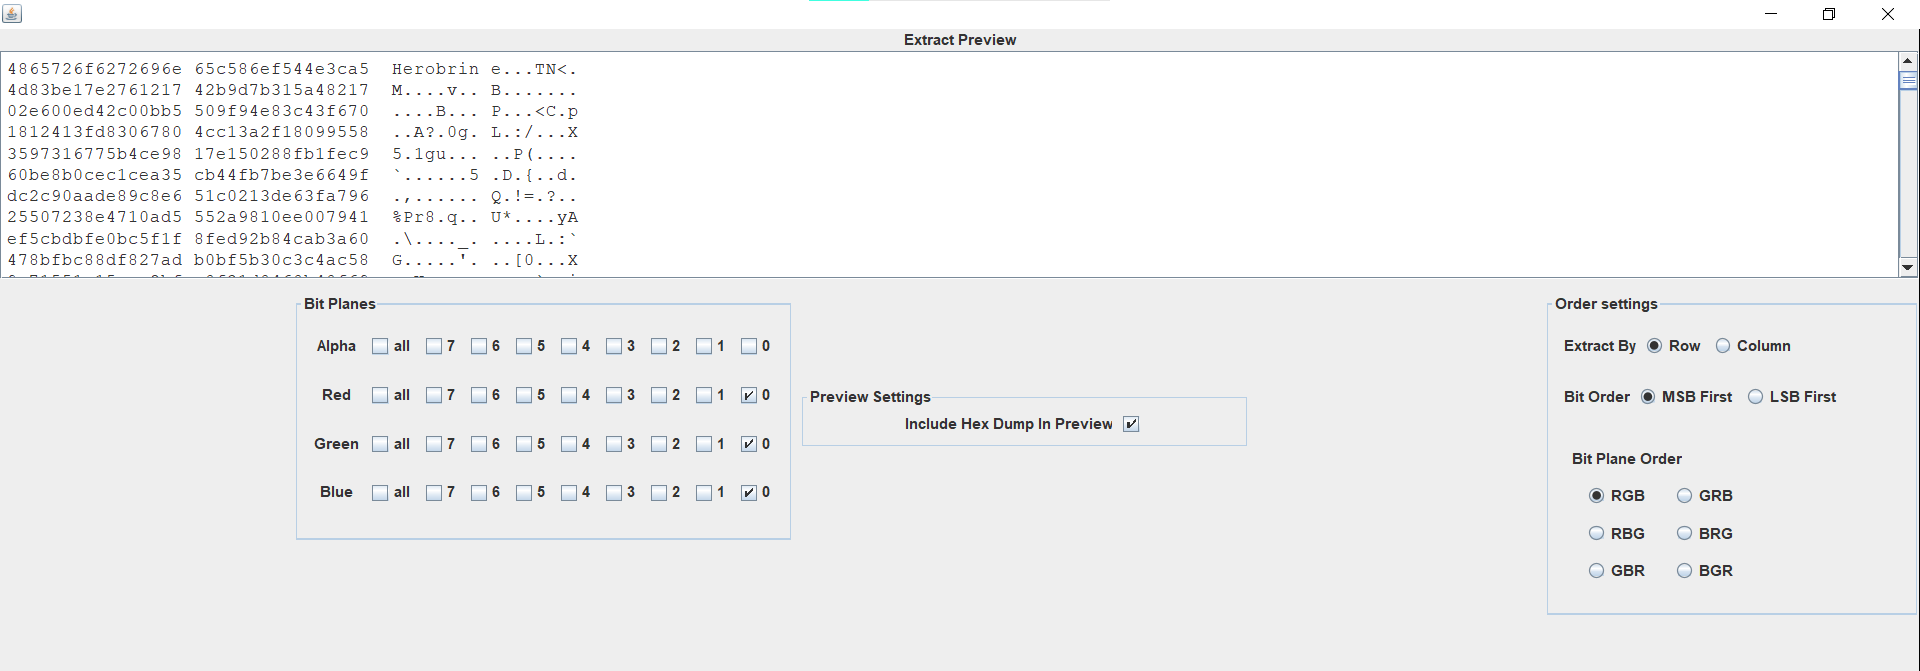 Extract Preview
4865726f6272696e 65c586ef544e3ca5 Herobrin e...TN<.
4d83be17e2761217 42b9d7b315a48217 M....v.. B.......
02e600ed42c00bb5 509f94e83c43f670 ....B... P...<C.p
1812413fd8306780 4cc13a2f18099558 ..A?.0g. L.:/...X
3597316775b4ce98 17e150288fb1fec9 5.1gu... ..P(....
60be8b0cec1cea35 cb44fb7be3e6649f `......5 .D.{..d.
dc2c90aade89c8e6 51c0213de63fa796 .,...... Q.!=.?..
25507238e4710ad5 552a9810ee007941 %Pr8.q.. U*....yA
ef5cbdbfe0bc5f1f 8fed92b84cab3a60 .\...._. ....L.:`
478bfbc88df827ad b0bf5b30c3c4ac58 G.....'. ..[0...X
Bit Planes
Alpha all 7 6 5 4 3 2 1 0
Red all 7 6 5 4 3 2 1 0
Green all 7 6 5 4 3 2 1 0
Blue all 7 6 5 4 3 2 1 0
Preview Settings
Include Hex Dump In Preview
Order settings
Extract By Row Column
Bit Order MSB First LSB First
Bit Plane Order
RGB GRB
RBG BRG
GBR BGR